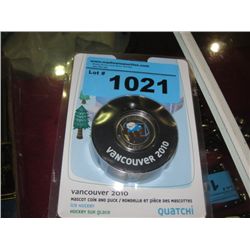 Lot #
1021
VANCOUVER 2010
vancouver 2010
MASCOT COIN AND PUCK / RONDELLE ET PIÈCE DES MASCOTTES
ICE HOCKEY
HOCKEY SUR GLACE
QUATCHI
10